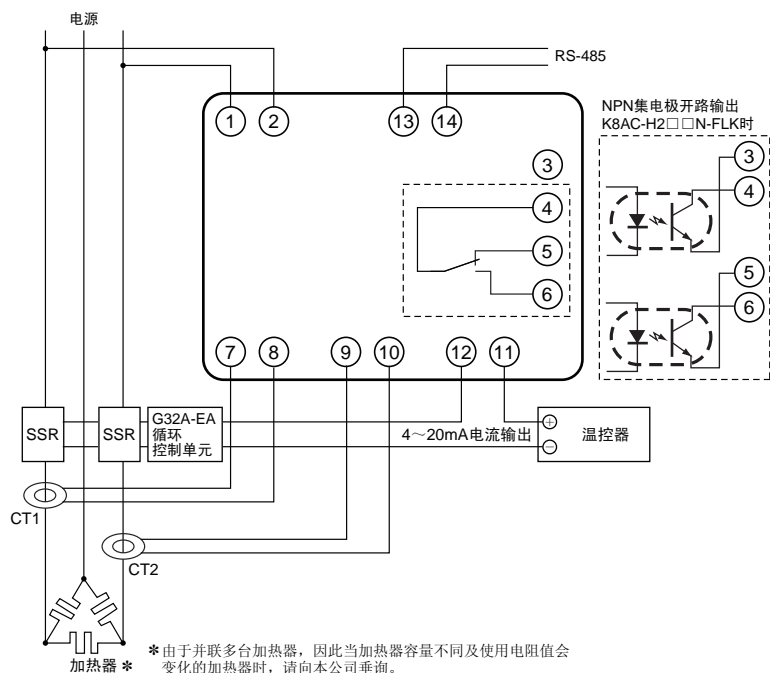 电源
RS-485
① ② ⑬ ⑭
NPN集电极开路输出
K8AC-H2□□N-FLK时
③
④
⑤
⑥
③
④
⑤
⑥
⑦ ⑧ ⑨ ⑩ ⑫ ⑪
SSR
SSR
G32A-EA
循环
控制单元
4～20mA电流输出
+
−
温控器
CT1
CT2
加热器＊
＊由于并联多台加热器，因此当加热器容量不同及使用电阻值会
变化的加热器时，请向本公司垂询。